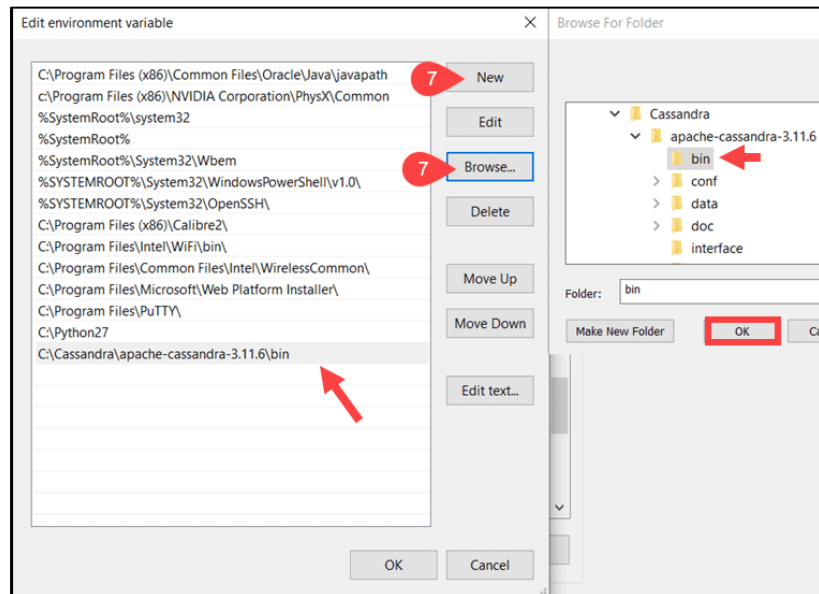 Edit environment variable
C:\Program Files (x86)\Common Files\Oracle\Java\javapath
c:\Program Files (x86)\NVIDIA Corporation\PhysX\Common
%SystemRoot%\system32
%SystemRoot%
%SystemRoot%\System32\Wbem
%SYSTEMROOT%\System32\WindowsPowerShell\v1.0\
%SYSTEMROOT%\System32\OpenSSH\
C:\Program Files (x86)\Calibre2\
C:\Program Files\Intel\WiFi\bin\
C:\Program Files\Common Files\Intel\WirelessCommon\
C:\Program Files\Microsoft\Web Platform Installer\
C:\Program Files\PuTTY\
C:\Python27
C:\Cassandra\apache-cassandra-3.11.6\bin
7
New
Edit
7
Browse...
Delete
Move Up
Move Down
Edit text...
OK
Cancel
Browse For Folder
Cassandra
apache-cassandra-3.11.6
bin
conf
data
doc
interface
Folder:
bin
Make New Folder
OK
Ca